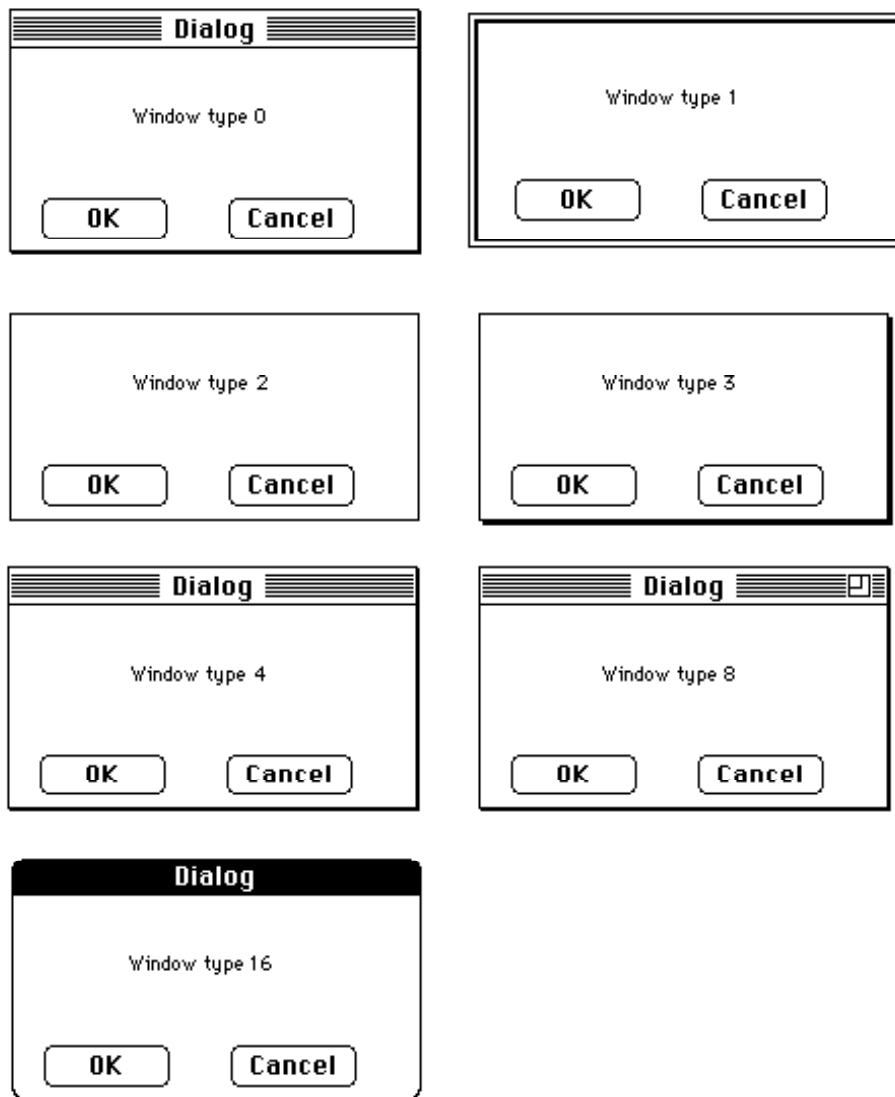 Dialog
Window type 0
OK Cancel
Window type 1
OK Cancel
Window type 2
OK Cancel
Window type 3
OK Cancel
Dialog
Window type 4
OK Cancel
Dialog
Window type 8
OK Cancel
Dialog
Window type 16
OK Cancel